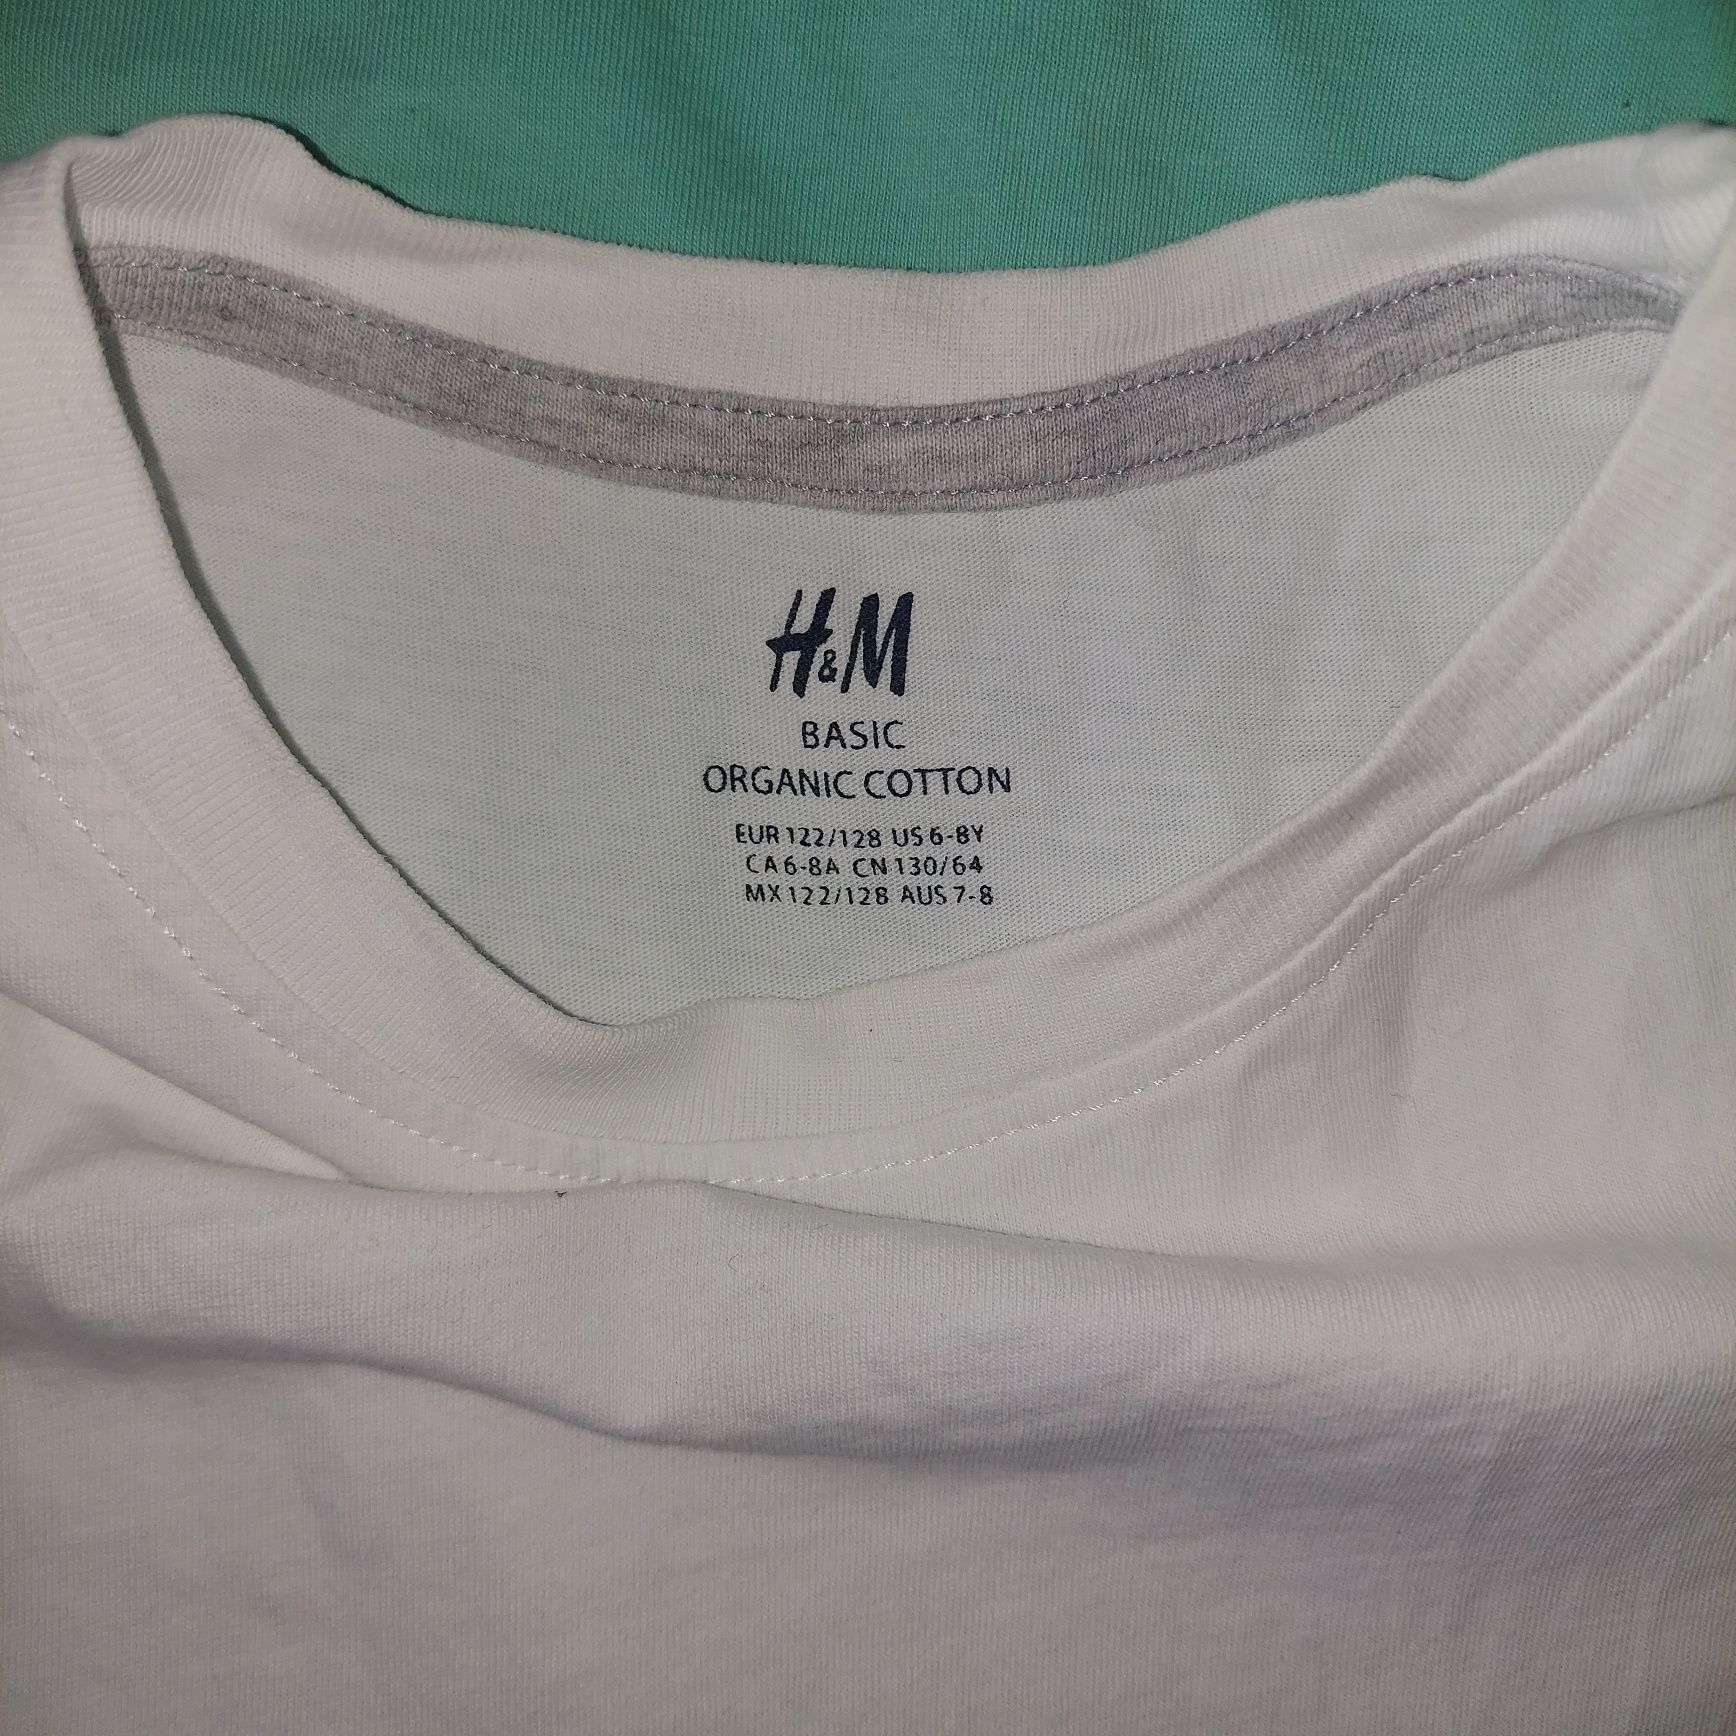 H&M
BASIC
ORGANIC COTTON
EUR 122/128 US 6-8Y
CA 6-8A CN 130/64
MX 122/128 AUS 7-8